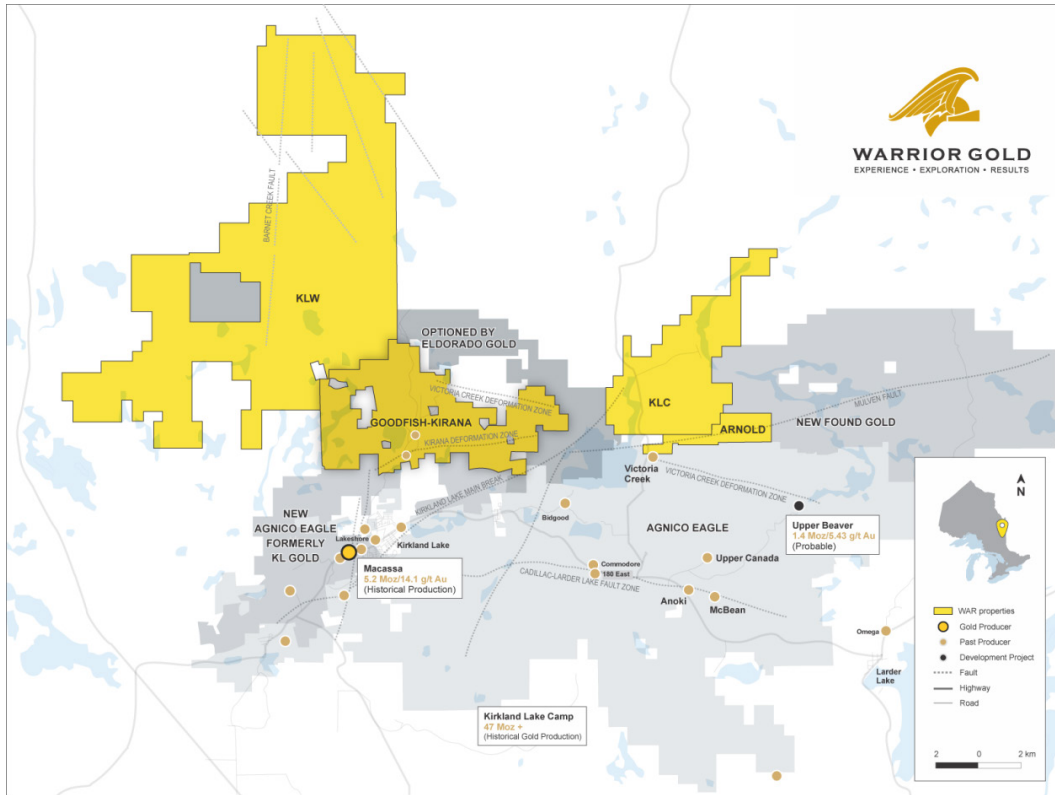 WARRIOR GOLD
EXPERIENCE • EXPLORATION • RESULTS
BARNET CREEK FAULT
KLW
OPTIONED BY
ELDORADO GOLD
VICTORIA CREEK DEFORMATION ZONE
GOODFISH-KIRANA
KIRANA DEFORMATION ZONE
KLC
ARNOLD
MULVEN FAULT
NEW FOUND GOLD
Victoria
Creek
VICTORIA CREEK DEFORMATION ZONE
KIRKLAND LAKE MAIN BREAK
NEW
AGNICO EAGLE
FORMERLY
KL GOLD
Lakeshore
Kirkland Lake
Bidgood
AGNICO EAGLE
Upper Beaver
1.4 Moz/5.43 g/t Au
(Probable)
Macassa
5.2 Moz/14.1 g/t Au
(Historical Production)
Commodore
180 East
Upper Canada
CADILLAC-LARDER LAKE FAULT ZONE
Anoki
McBean
Omega
Larder
Lake
Kirkland Lake Camp
47 Moz +
(Historical Gold Production)
N
WAR properties
Gold Producer
Past Producer
Development Project
Fault
Highway
Road
2 0 2 km